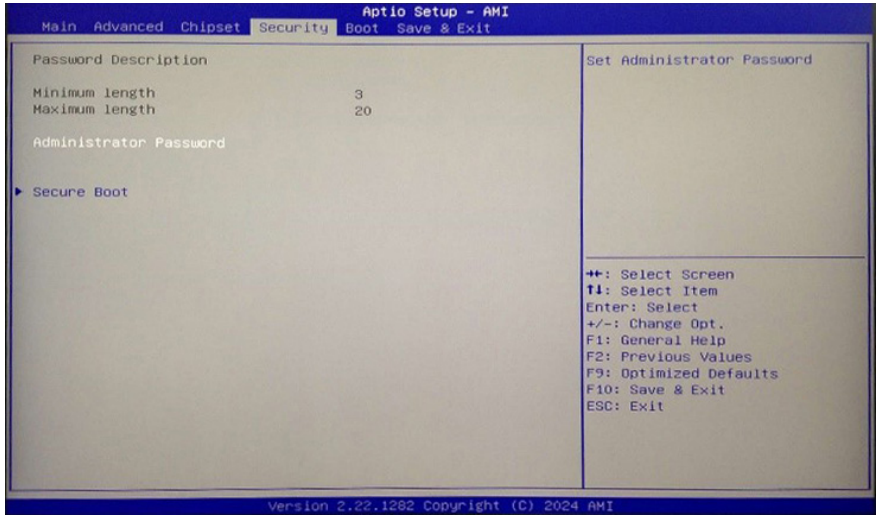 Aptio Setup - AMI
Main Advanced Chipset Security Boot Save & Exit
Password Description
Minimum length 3
Maximum length 20
Administrator Password
▶ Secure Boot
Set Administrator Password
→←: Select Screen
↑↓: Select Item
Enter: Select
+/-: Change Opt.
F1: General Help
F2: Previous Values
F9: Optimized Defaults
F10: Save & Exit
ESC: Exit
Version 2.22.1282 Copyright (C) 2024 AMI